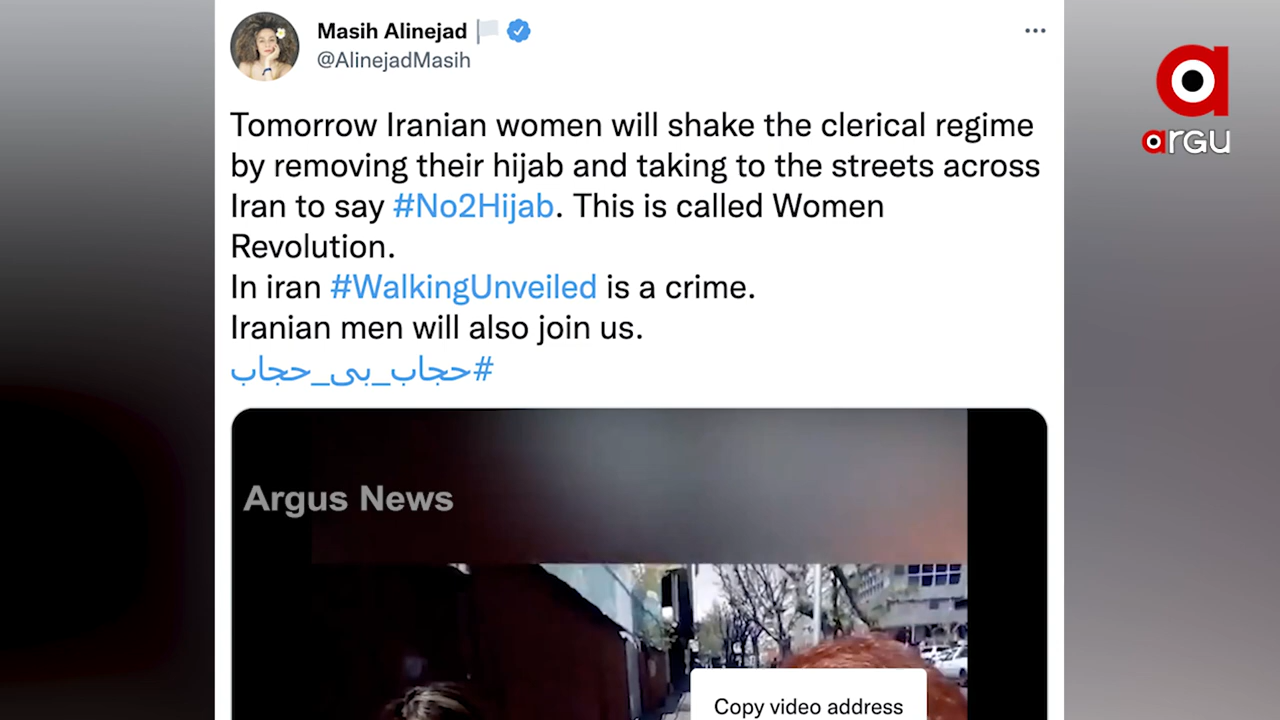 Masih Alinejad
@AlinejadMasih
argu
Tomorrow Iranian women will shake the clerical regime
by removing their hijab and taking to the streets across
Iran to say #No2Hijab. This is called Women
Revolution.
In iran #WalkingUnveiled is a crime.
Iranian men will also join us.
#حجاب_بی_حجاب
Argus News
Copy video address